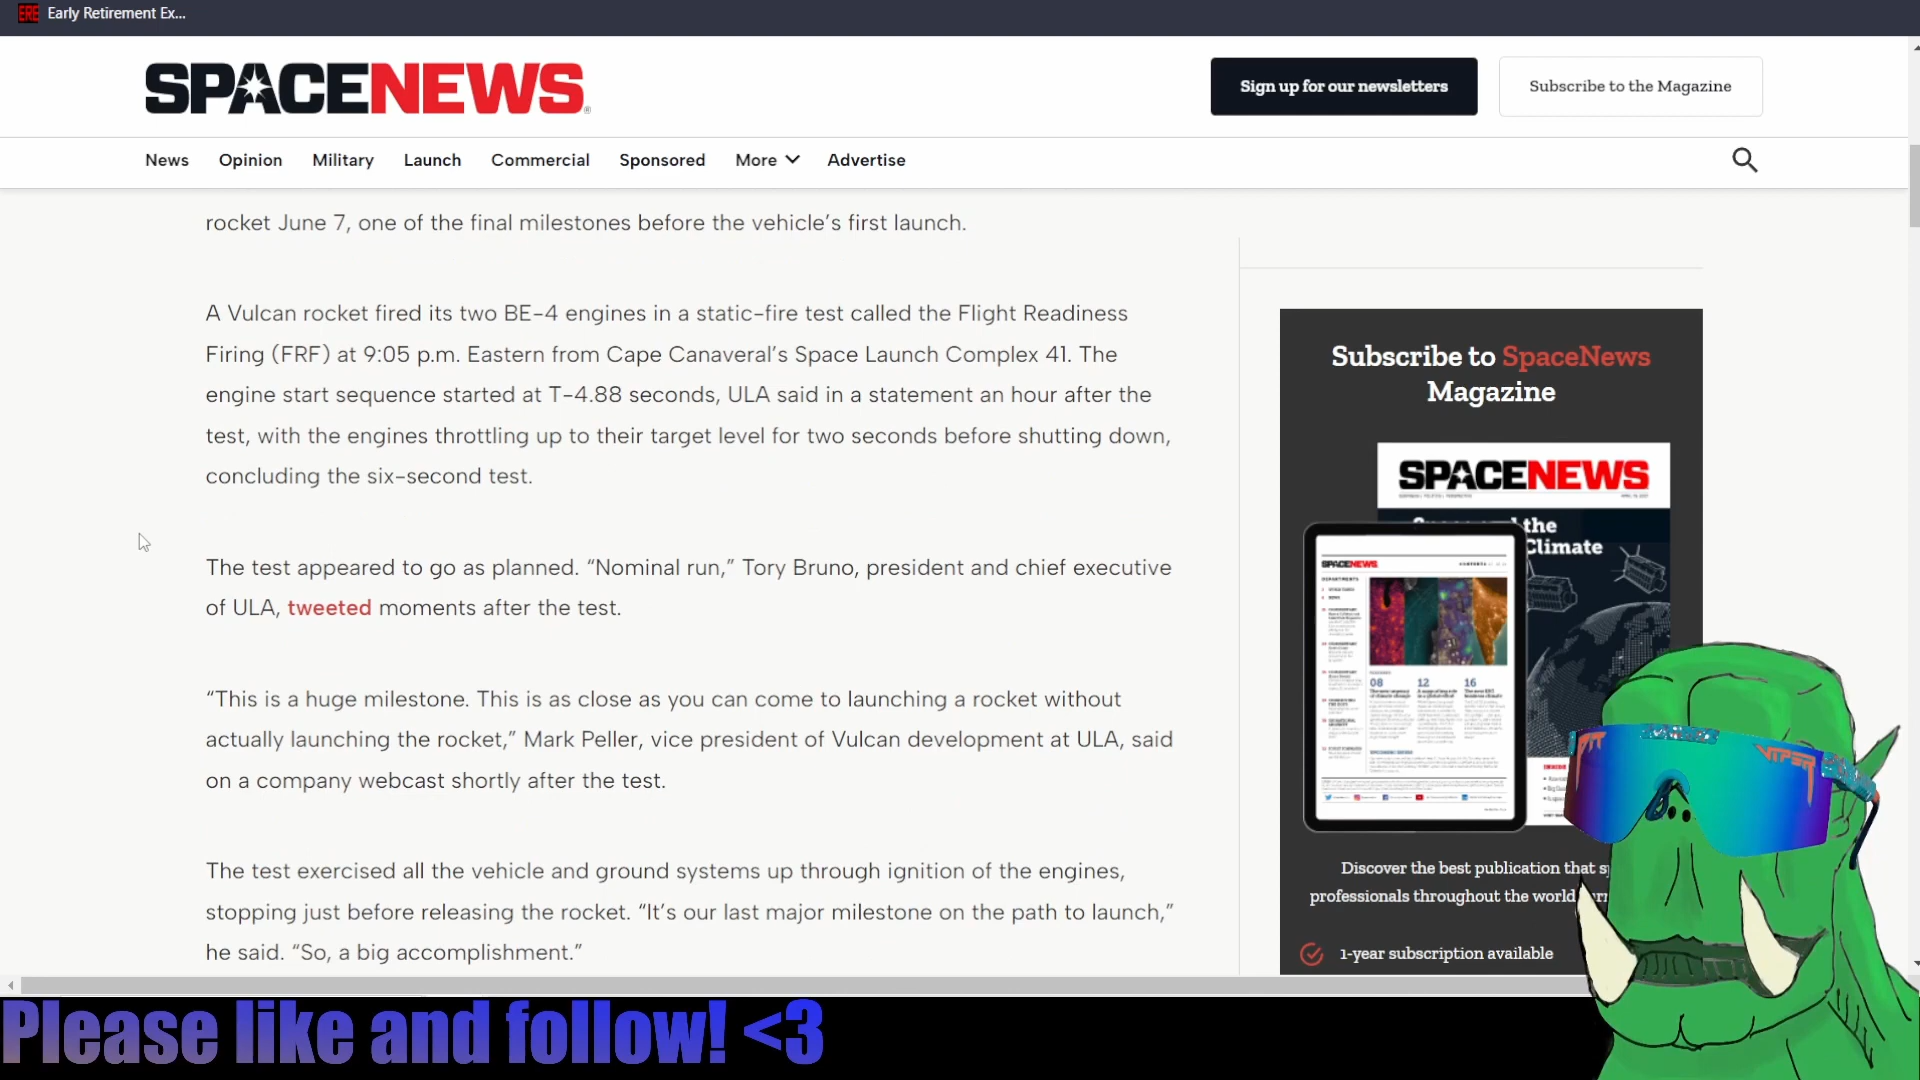 Early Retirement Ex...
SPACENEWS
Sign up for our newsletters
Subscribe to the Magazine
News Opinion Military Launch Commercial Sponsored More Advertise
rocket June 7, one of the final milestones before the vehicle’s first launch.
A Vulcan rocket fired its two BE-4 engines in a static-fire test called the Flight Readiness
Firing (FRF) at 9:05 p.m. Eastern from Cape Canaveral’s Space Launch Complex 41. The
engine start sequence started at T-4.88 seconds, ULA said in a statement an hour after the
test, with the engines throttling up to their target level for two seconds before shutting down,
concluding the six-second test.
The test appeared to go as planned. “Nominal run,” Tory Bruno, president and chief executive
of ULA, tweeted moments after the test.
“This is a huge milestone. This is as close as you can come to launching a rocket without
actually launching the rocket,” Mark Peller, vice president of Vulcan development at ULA, said
on a company webcast shortly after the test.
The test exercised all the vehicle and ground systems up through ignition of the engines,
stopping just before releasing the rocket. “It’s our last major milestone on the path to launch,”
he said. “So, a big accomplishment.”
Subscribe to SpaceNews
Magazine
SPACENEWS
the
Climate
SPACENEWS
08 12 16
Discover the best publication that
professionals throughout the world
1-year subscription available
PIT VIPER
Please like and follow! <3